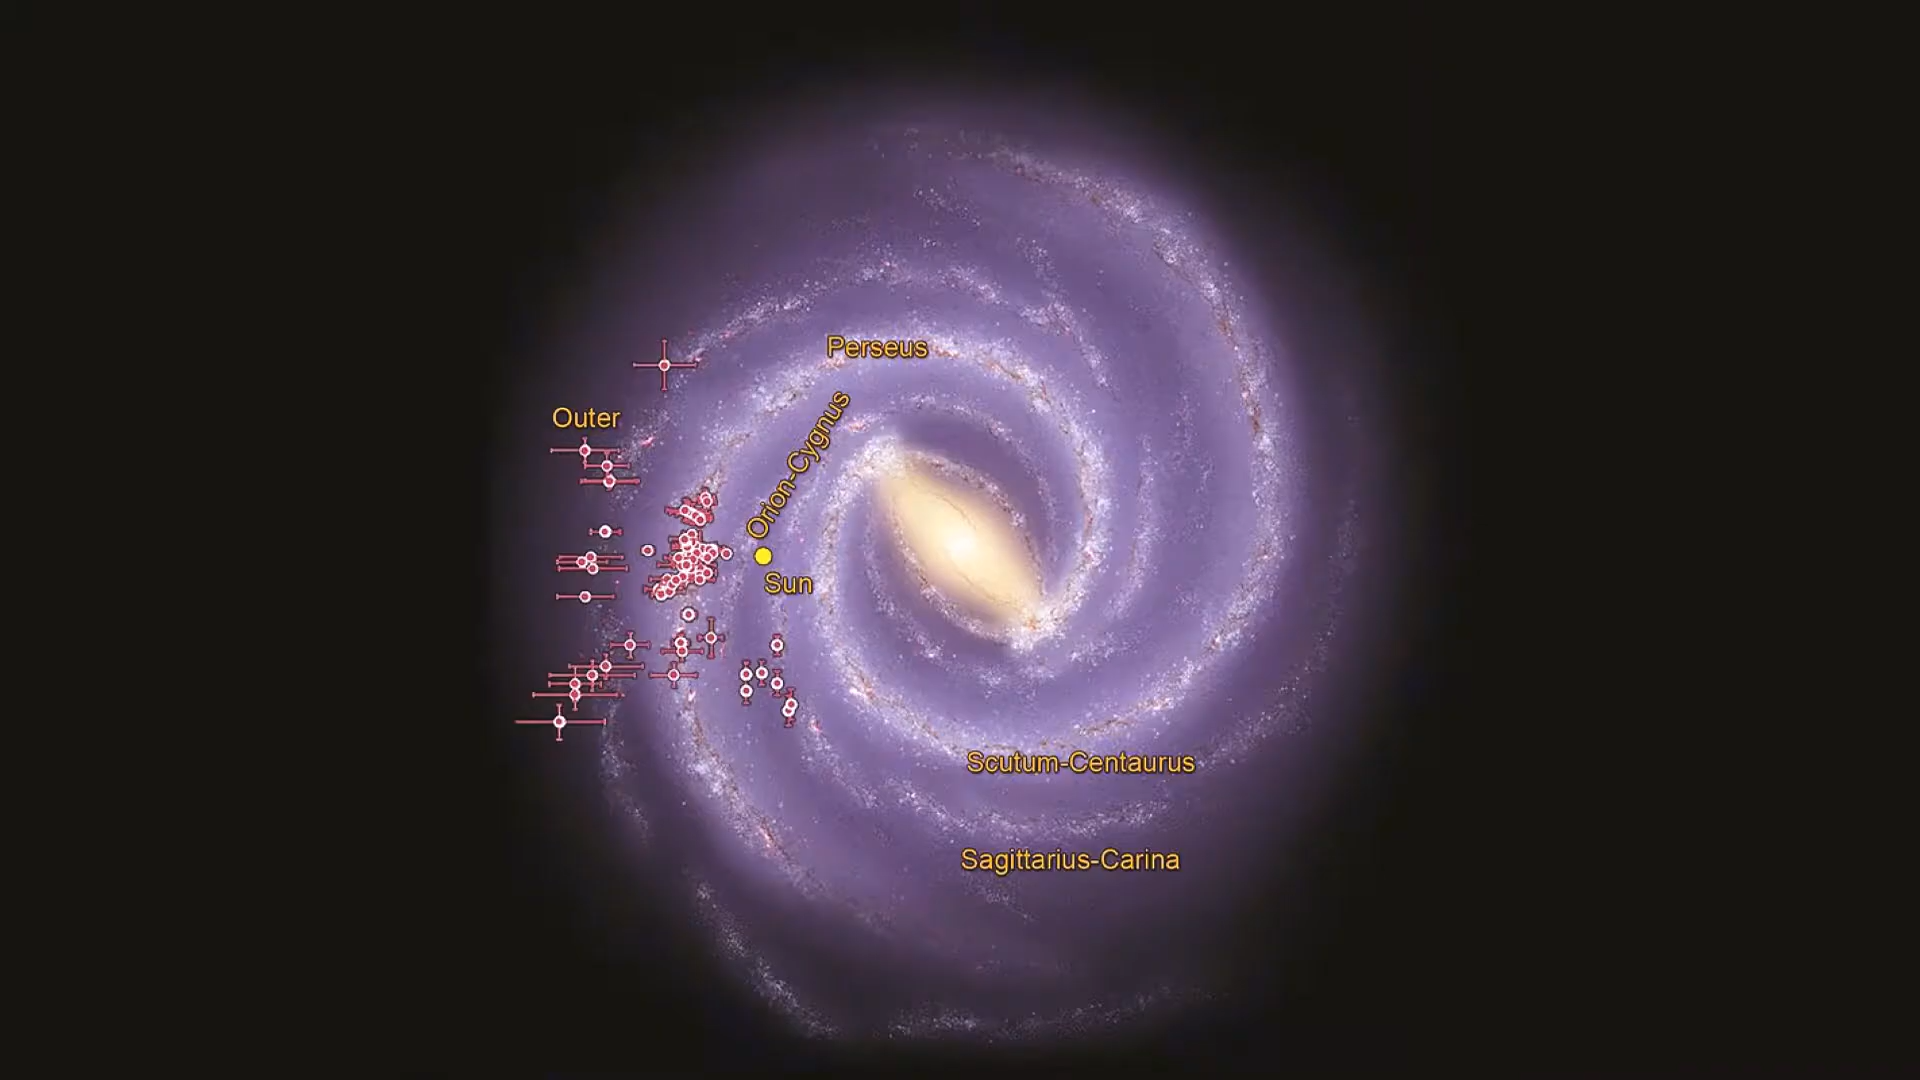 Perseus
Orion-Cygnus
Outer
Sun
Scutum-Centaurus
Sagittarius-Carina